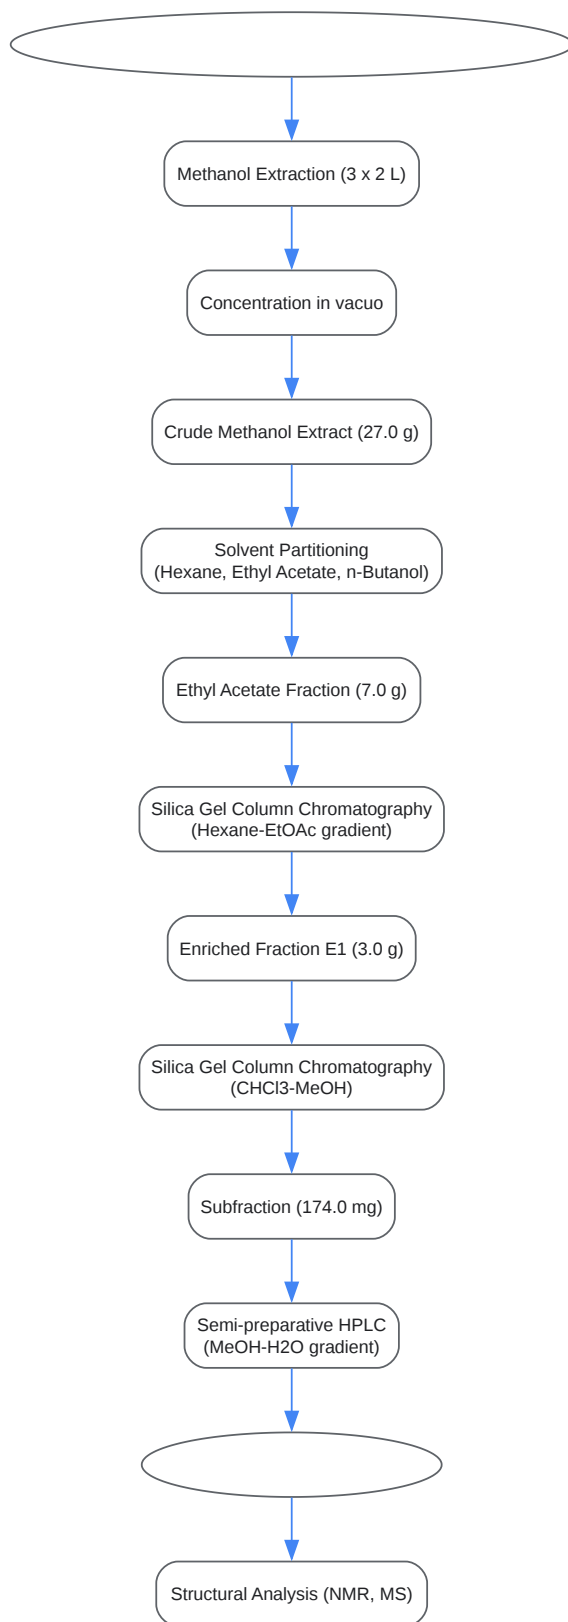 Methanol Extraction (3 x 2 L)
Concentration in vacuo
Crude Methanol Extract (27.0 g)
Solvent Partitioning
(Hexane, Ethyl Acetate, n-Butanol)
Ethyl Acetate Fraction (7.0 g)
Silica Gel Column Chromatography
(Hexane-EtOAc gradient)
Enriched Fraction E1 (3.0 g)
Silica Gel Column Chromatography
(CHCl3-MeOH)
Subfraction (174.0 mg)
Semi-preparative HPLC
(MeOH-H2O gradient)
Structural Analysis (NMR, MS)